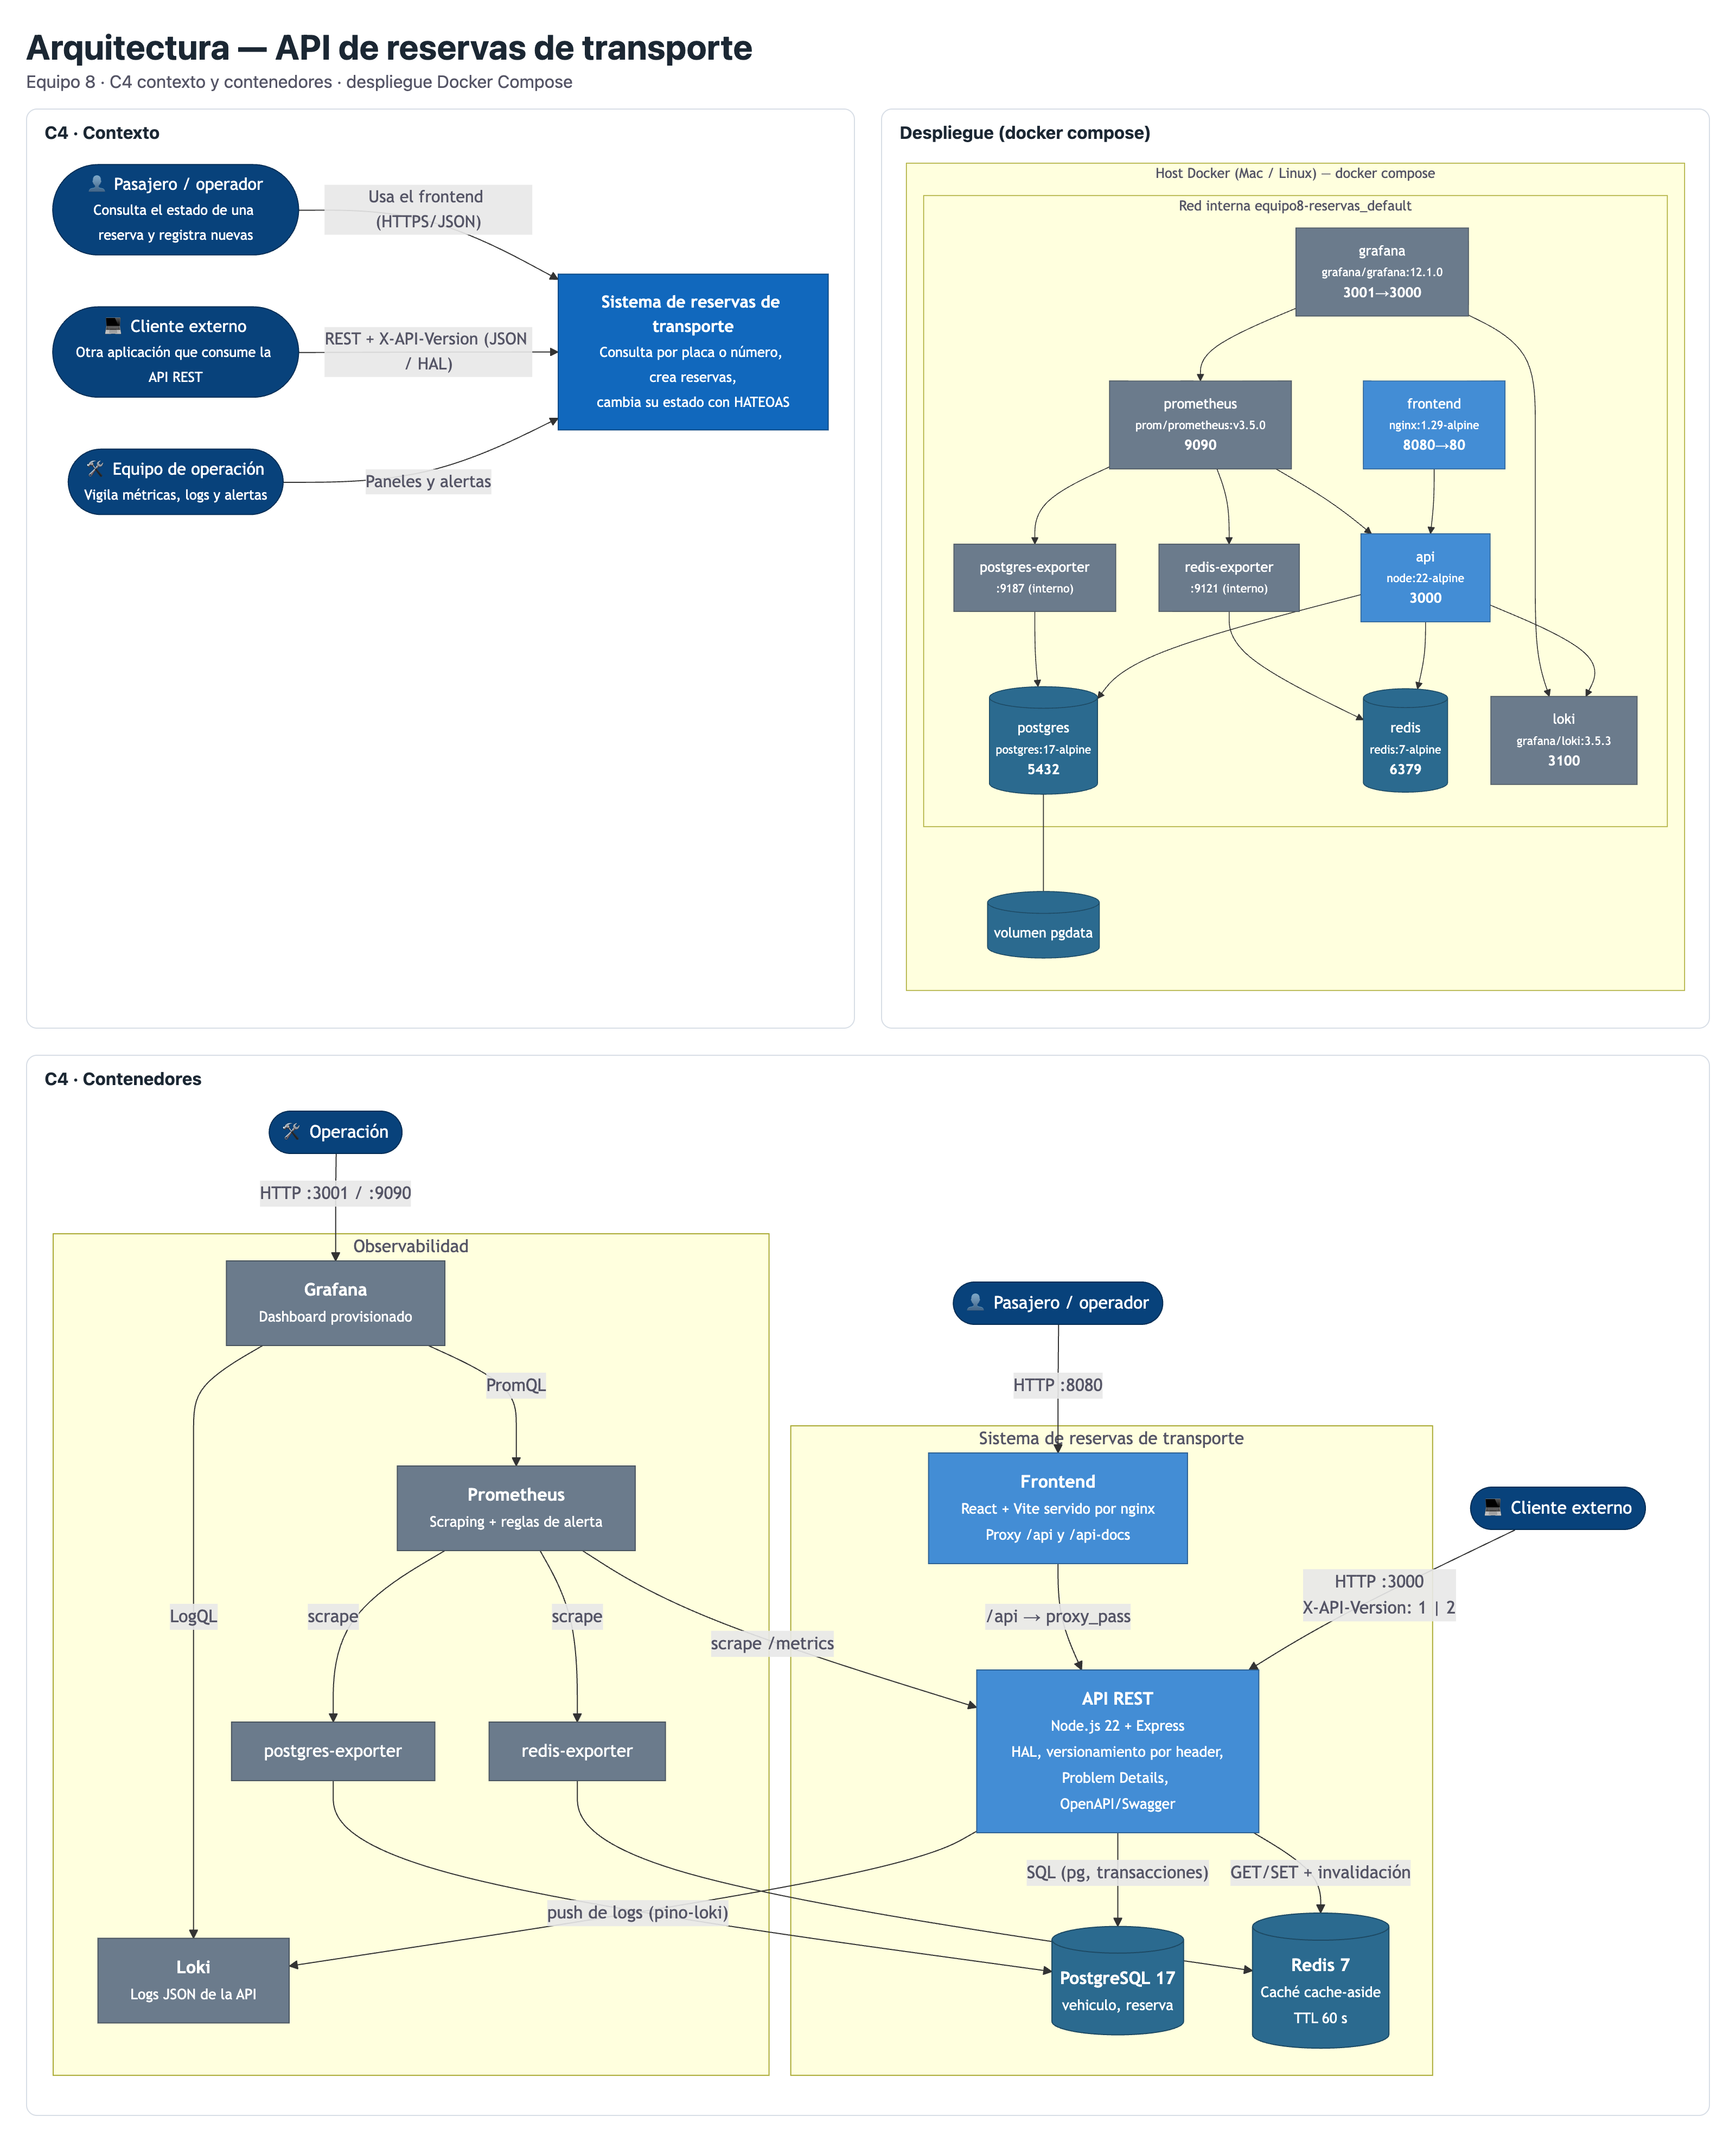 Arquitectura — API de reservas de transporte
Equipo 8 · C4 contexto y contenedores · despliegue Docker Compose
C4 · Contexto
Pasajero / operador
Consulta el estado de una
reserva y registra nuevas
Usa el frontend
(HTTPS/JSON)
Cliente externo
Otra aplicación que consume la
API REST
REST + X-API-Version (JSON
/ HAL)
Equipo de operación
Vigila métricas, logs y alertas
Paneles y alertas
Sistema de reservas de
transporte
Consulta por placa o número,
crea reservas,
cambia su estado con HATEOAS
Despliegue (docker compose)
Host Docker (Mac / Linux) — docker compose
Red interna equipo8-reservas_default
grafana
grafana/grafana:12.1.0
3001→3000
prometheus
prom/prometheus:v3.5.0
9090
frontend
nginx:1.29-alpine
8080→80
postgres-exporter
:9187 (interno)
redis-exporter
:9121 (interno)
api
node:22-alpine
3000
postgres
postgres:17-alpine
5432
redis
redis:7-alpine
6379
loki
grafana/loki:3.5.3
3100
volumen pgdata
C4 · Contenedores
Operación
HTTP :3001 / :9090
Observabilidad
Grafana
Dashboard provisionado
PromQL
Prometheus
Scraping + reglas de alerta
LogQL
scrape
scrape
scrape /metrics
postgres-exporter
redis-exporter
push de logs (pino-loki)
Loki
Logs JSON de la API
Pasajero / operador
HTTP :8080
Sistema de reservas de transporte
Frontend
React + Vite servido por nginx
Proxy /api y /api-docs
Cliente externo
HTTP :3000
X-API-Version: 1 | 2
/api → proxy_pass
API REST
Node.js 22 + Express
HAL, versionamiento por header,
Problem Details,
OpenAPI/Swagger
SQL (pg, transacciones)
GET/SET + invalidación
PostgreSQL 17
vehiculo, reserva
Redis 7
Caché cache-aside
TTL 60 s